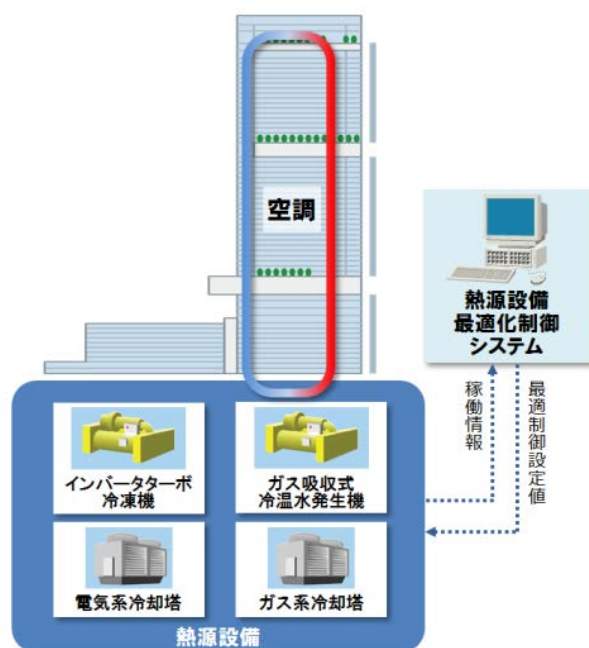 空調
熱源設備
最適化制御
システム
稼働情報
最適制御設定値
インバータターボ
冷凍機
ガス吸収式
冷温水発生機
電気系冷却塔
ガス系冷却塔
熱源設備